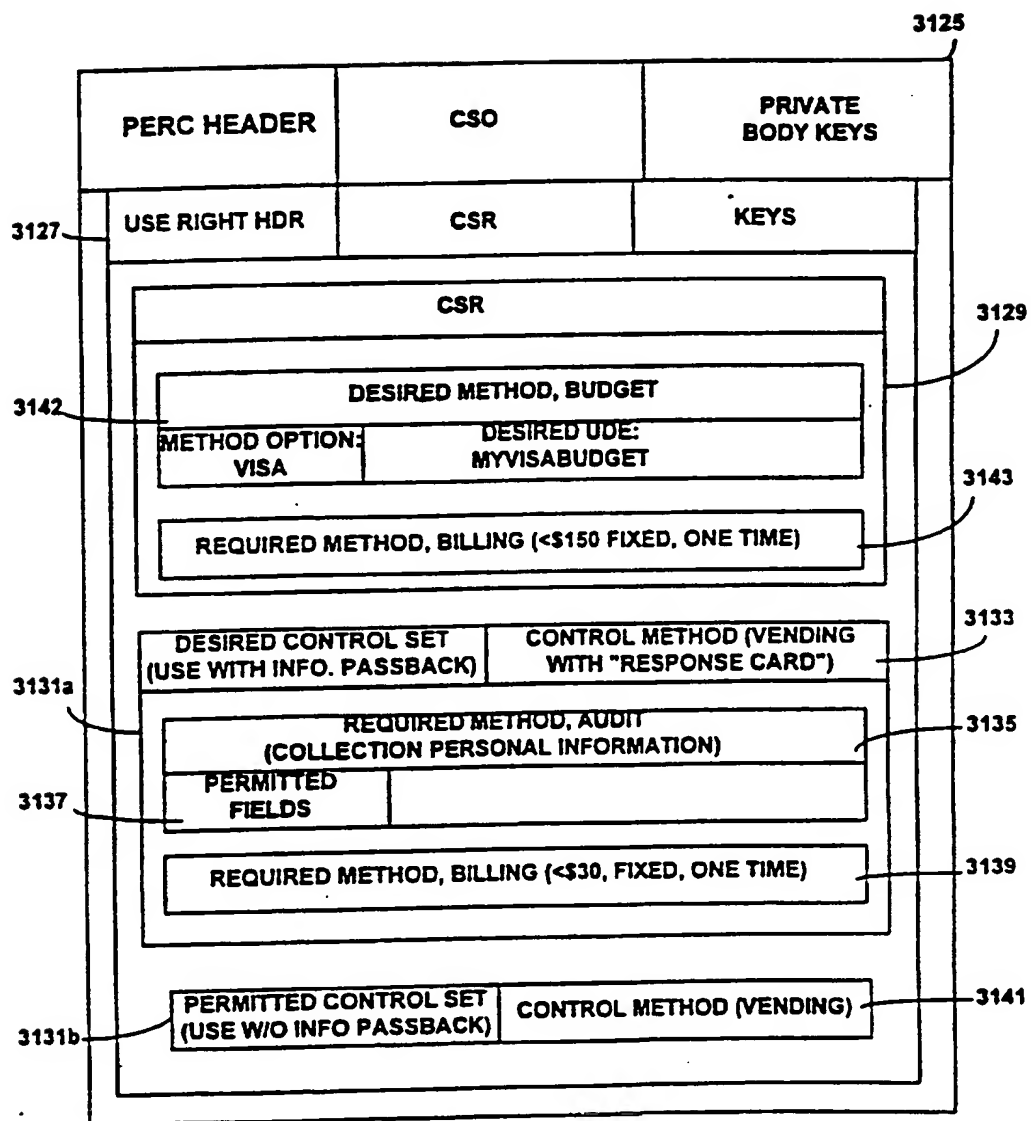 3125
PERC HEADER
CSO
PRIVATE
BODY KEYS
3127
USE RIGHT HDR
CSR
KEYS
CSR
3129
DESIRED METHOD, BUDGET
3142
METHOD OPTION:
VISA
DESIRED UDE:
MYVISABUDGET
3143
REQUIRED METHOD, BILLING (<$150 FIXED, ONE TIME)
3133
DESIRED CONTROL SET
(USE WITH INFO. PASSBACK)
CONTROL METHOD (VENDING
WITH "RESPONSE CARD")
3131a
REQUIRED METHOD, AUDIT
(COLLECTION PERSONAL INFORMATION)
3135
3137
PERMITTED
FIELDS
REQUIRED METHOD, BILLING (<$30, FIXED, ONE TIME)
3139
PERMITTED CONTROL SET
(USE W/O INFO PASSBACK)
CONTROL METHOD (VENDING)
3141
3131b